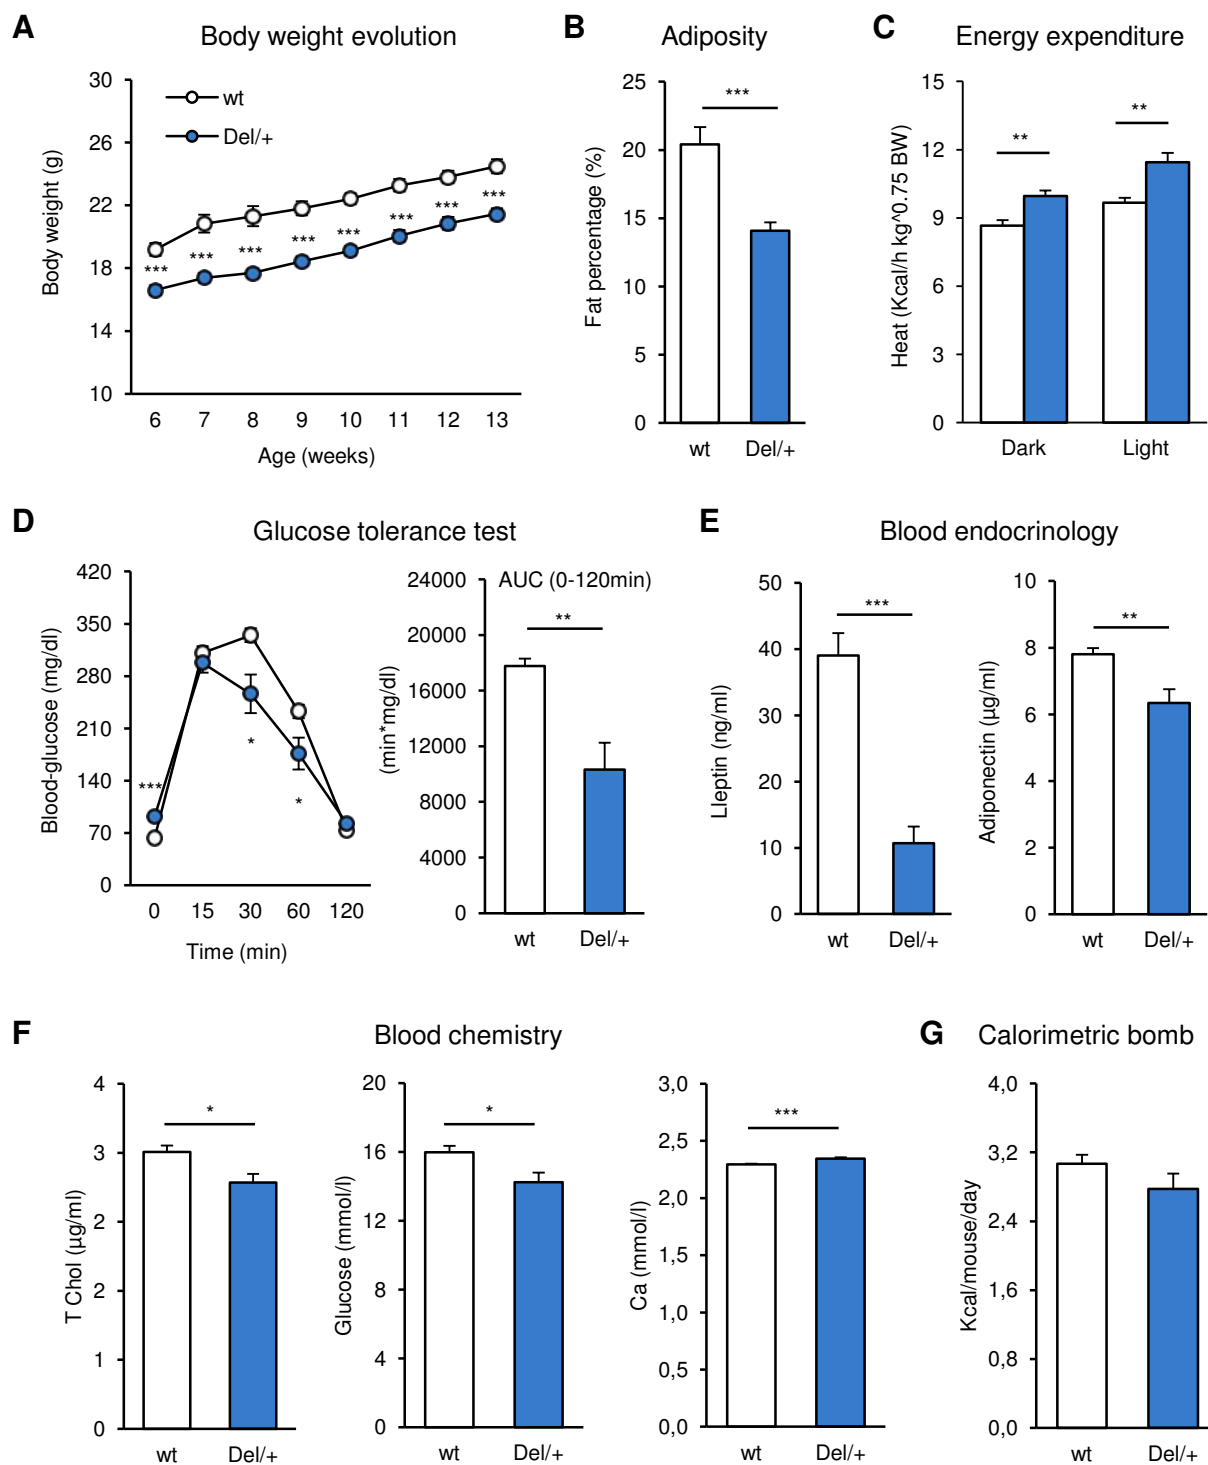 A
Body weight evolution
30
26
22
18
14
10
Body weight (g)
wt
Del/+
***
***
***
***
***
***
***
***
6 7 8 9 10 11 12 13
Age (weeks)
B
Adiposity
25
20
15
10
5
0
Fat percentage (%)
***
wt Del/+
C
Energy expenditure
15
12
9
6
3
0
Heat (Kcal/h kg^0.75 BW)
**
**
Dark Light
D
Glucose tolerance test
420
350
280
210
140
70
0
Blood-glucose (mg/dl)
***
*
*
0 15 30 60 120
Time (min)
AUC (0-120min)
24000
20000
16000
12000
8000
4000
0
(min*mg/dl)
**
wt Del/+
E
Blood endocrinology
50
40
30
20
10
0
Lleptin (ng/ml)
***
wt Del/+
10
8
6
4
2
0
Adiponectin (µg/ml)
**
wt Del/+
F
Blood chemistry
4
3
2
2
1
0
T Chol (µg/ml)
*
wt Del/+
20
16
12
8
4
0
Glucose (mmol/l)
*
wt Del/+
3,0
2,5
2,0
1,5
1,0
0,5
0,0
Ca (mmol/l)
***
wt Del/+
G
Calorimetric bomb
4,0
3,2
2,4
1,6
0,8
0,0
Kcal/mouse/day
wt Del/+